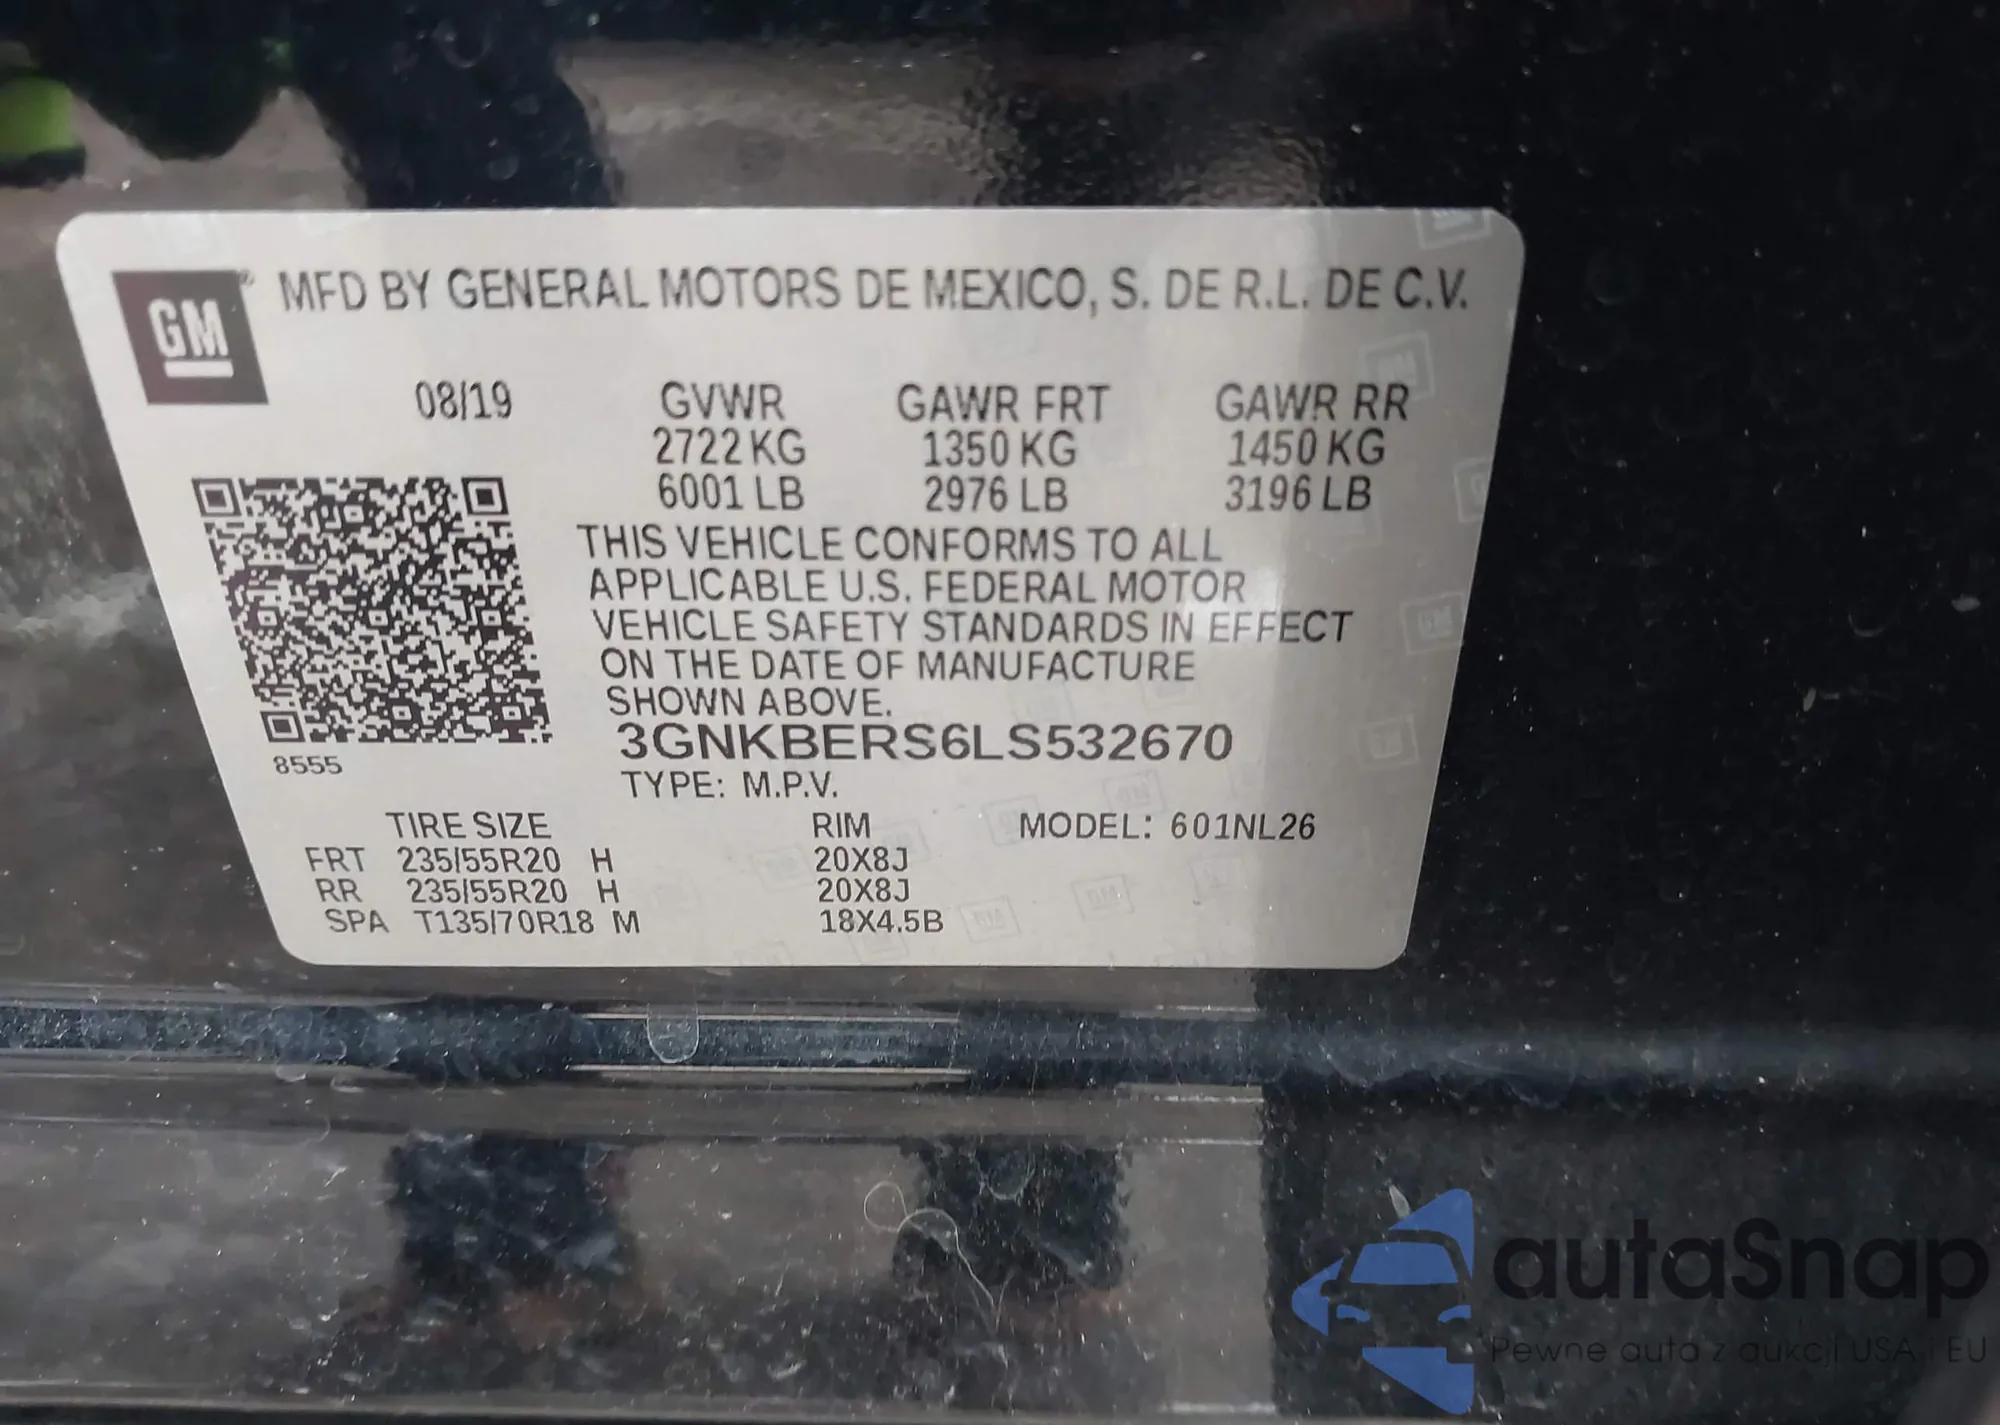 GM® MFD BY GENERAL MOTORS DE MEXICO, S. DE R.L. DE C.V.
08/19 GVWR GAWR FRT GAWR RR
2722 KG 1350 KG 1450 KG
6001 LB 2976 LB 3196 LB
THIS VEHICLE CONFORMS TO ALL
APPLICABLE U.S. FEDERAL MOTOR
VEHICLE SAFETY STANDARDS IN EFFECT
ON THE DATE OF MANUFACTURE
SHOWN ABOVE.
3GNKBERS6LS532670
8555
TYPE: M.P.V.
TIRE SIZE RIM MODEL: 601NL26
FRT 235/55R20 H 20X8J
RR 235/55R20 H 20X8J
SPA T135/70R18 M 18X4.5B
autaSnap
Pewne auta z aukcji USA i EU